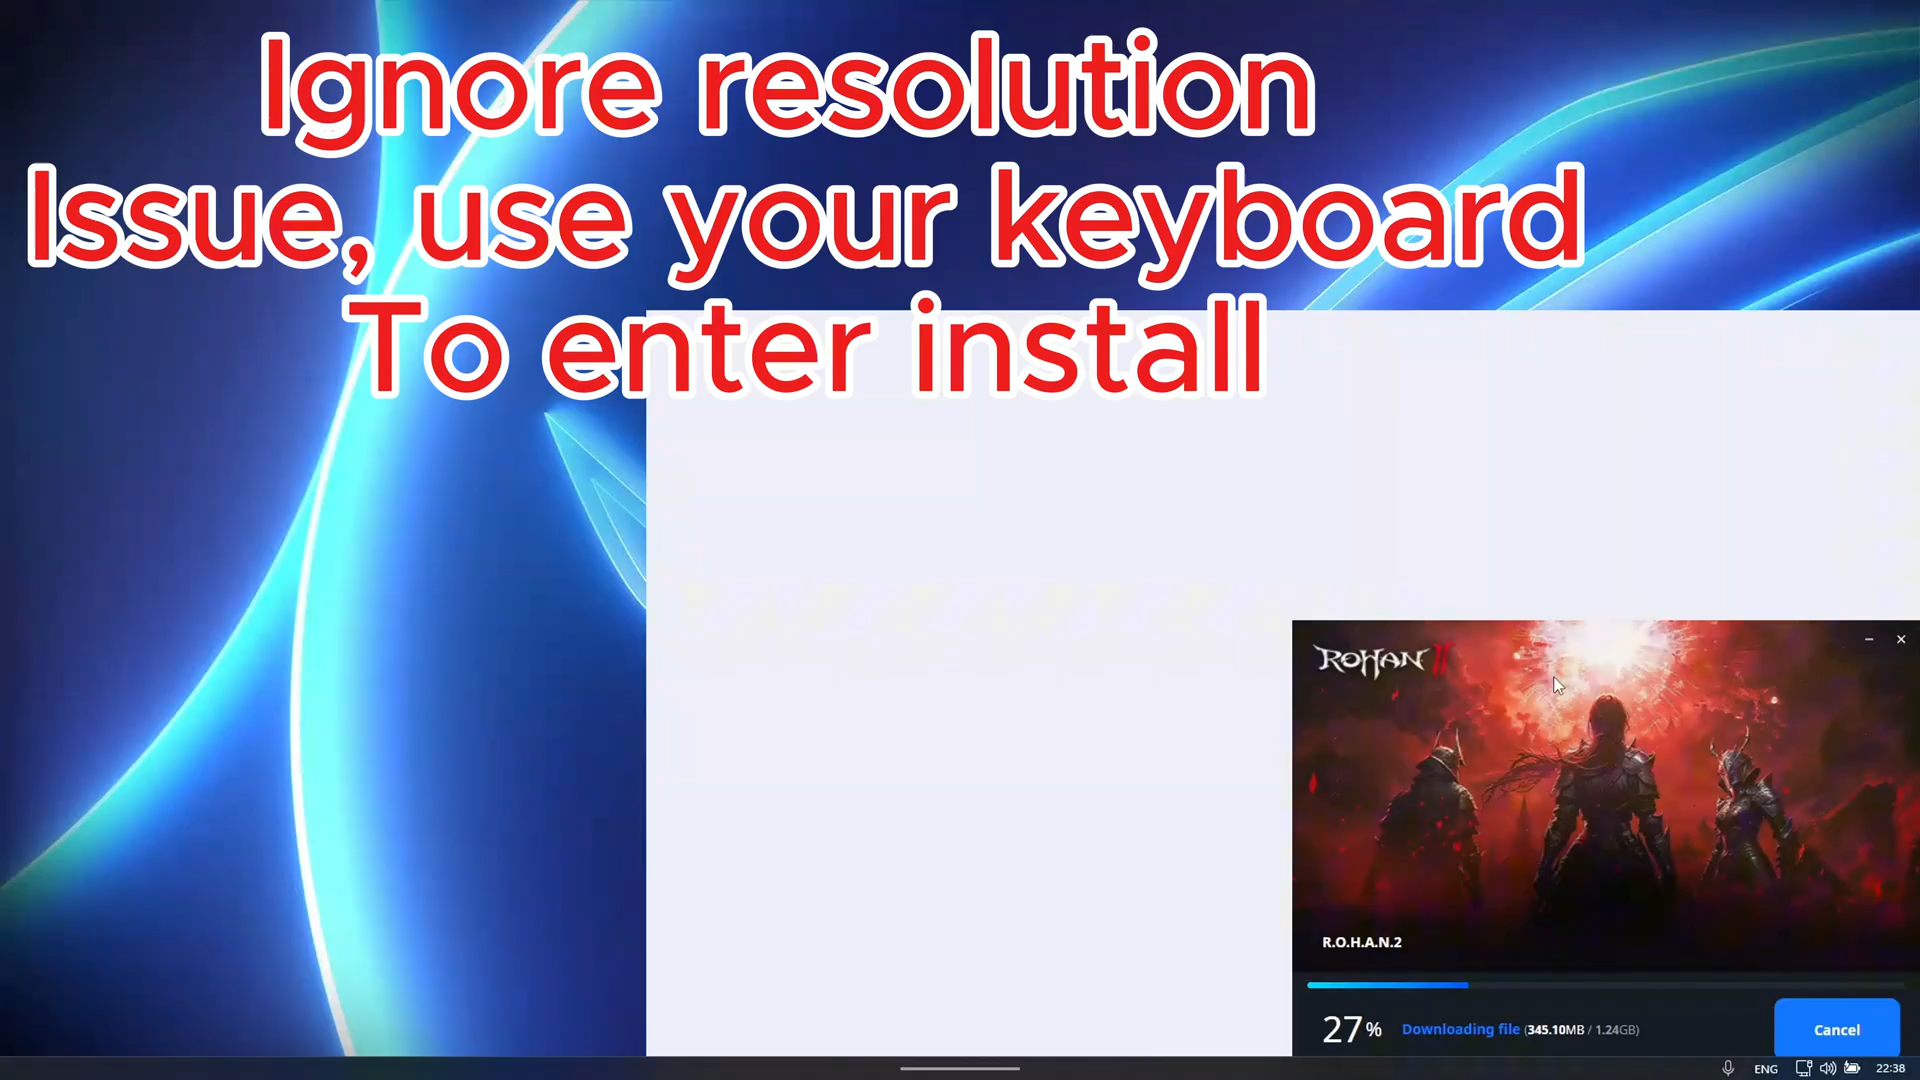 Ignore resolution
Issue, use your keyboard
To enter install
ROHAN II
R.O.H.A.N.2
27% Downloading file (345.10MB / 1.24GB)
Cancel
ENG
22:38